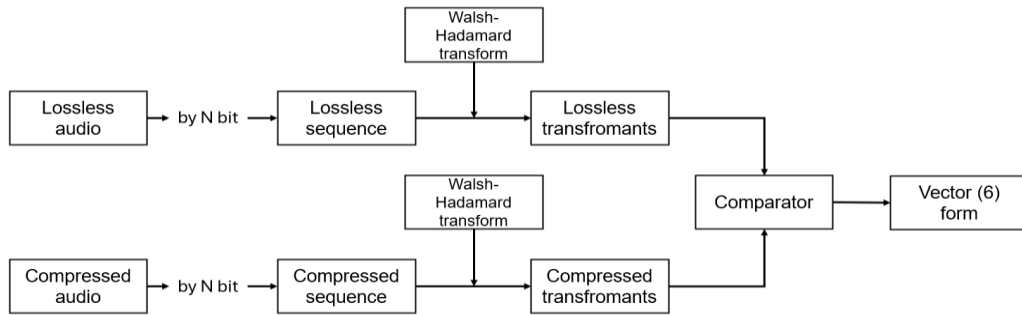 Walsh-
Hadamard
transform
Lossless
audio
by N bit
Lossless
sequence
Lossless
transfromants
Walsh-
Hadamard
transform
Comparator
Vector (6)
form
Compressed
audio
by N bit
Compressed
sequence
Compressed
transfromants